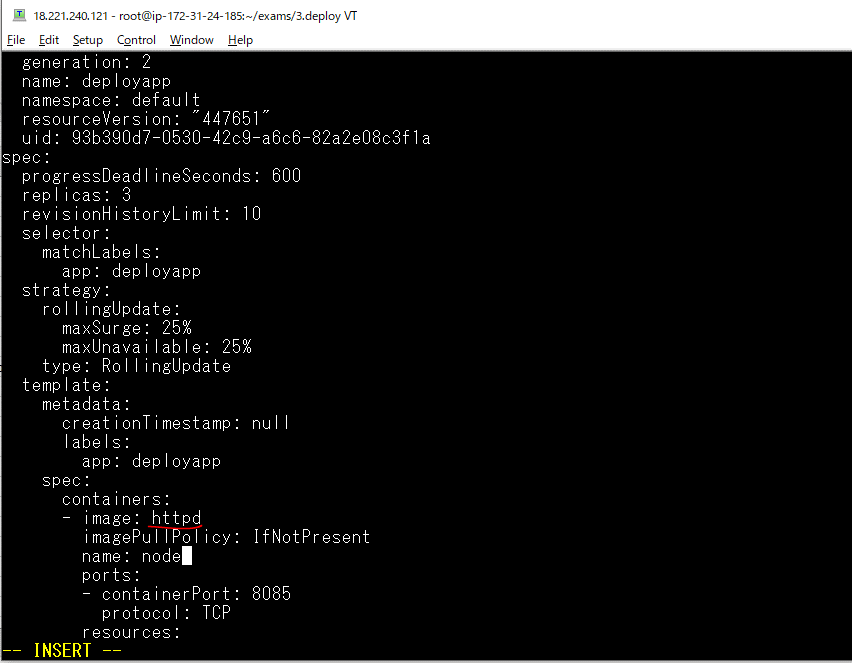 18.221.240.121 - root@ip-172-31-24-185:~/exams/3.deploy VT
File Edit Setup Control Window Help
generation: 2
name: deployapp
namespace: default
resourceVersion: "447651"
uid: 93b390d7-0530-42c9-a6c6-82a2e08c3f1a
spec:
progressDeadlineSeconds: 600
replicas: 3
revisionHistoryLimit: 10
selector:
matchLabels:
app: deployapp
strategy:
rollingUpdate:
maxSurge: 25%
maxUnavailable: 25%
type: RollingUpdate
template:
metadata:
creationTimestamp: null
labels:
app: deployapp
spec:
containers:
- image: httpd
imagePullPolicy: IfNotPresent
name: node
ports:
- containerPort: 8085
protocol: TCP
resources:
-- INSERT --